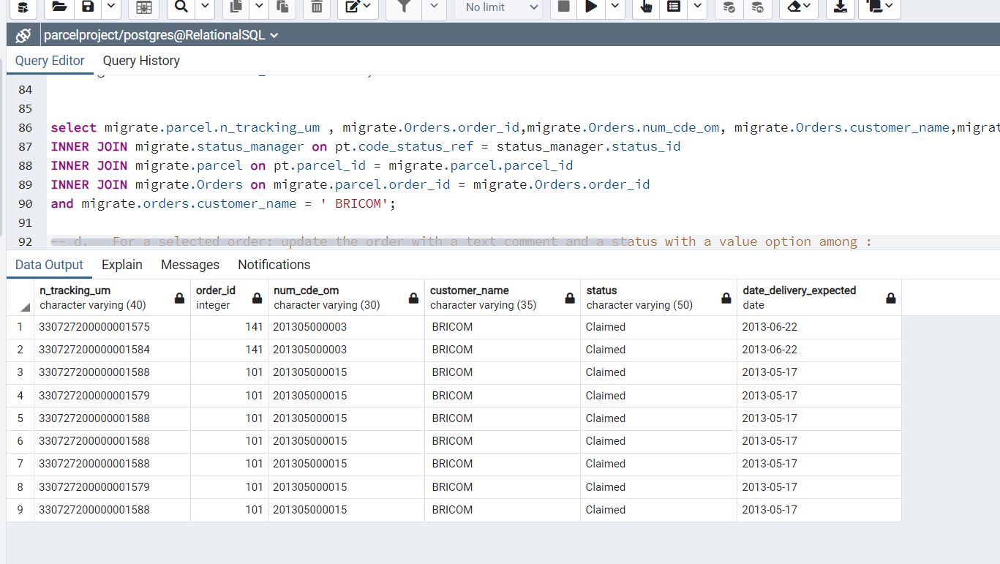 No limit
parcelproject/postgres@RelationalSQL
Query Editor Query History
84
85
86 select migrate.parcel.n_tracking_um , migrate.Orders.order_id,migrate.Orders.num_cde_om, migrate.Orders.customer_name,migrat
87 INNER JOIN migrate.status_manager on pt.code_status_ref = status_manager.status_id
88 INNER JOIN migrate.parcel on pt.parcel_id = migrate.parcel.parcel_id
89 INNER JOIN migrate.Orders on migrate.parcel.order_id = migrate.Orders.order_id
90 and migrate.orders.customer_name = ' BRICOM';
91
92 -- d. For a selected order: update the order with a text comment and a status with a value option among :
Data Output Explain Messages Notifications
n_tracking_um order_id num_cde_om customer_name status date_delivery_expected
character varying (40) integer character varying (30) character varying (35) character varying (50) date
1 330727200000001575 141 201305000003 BRICOM Claimed 2013-06-22
2 330727200000001584 141 201305000003 BRICOM Claimed 2013-06-22
3 330727200000001588 101 201305000015 BRICOM Claimed 2013-05-17
4 330727200000001579 101 201305000015 BRICOM Claimed 2013-05-17
5 330727200000001588 101 201305000015 BRICOM Claimed 2013-05-17
6 330727200000001588 101 201305000015 BRICOM Claimed 2013-05-17
7 330727200000001588 101 201305000015 BRICOM Claimed 2013-05-17
8 330727200000001579 101 201305000015 BRICOM Claimed 2013-05-17
9 330727200000001588 101 201305000015 BRICOM Claimed 2013-05-17